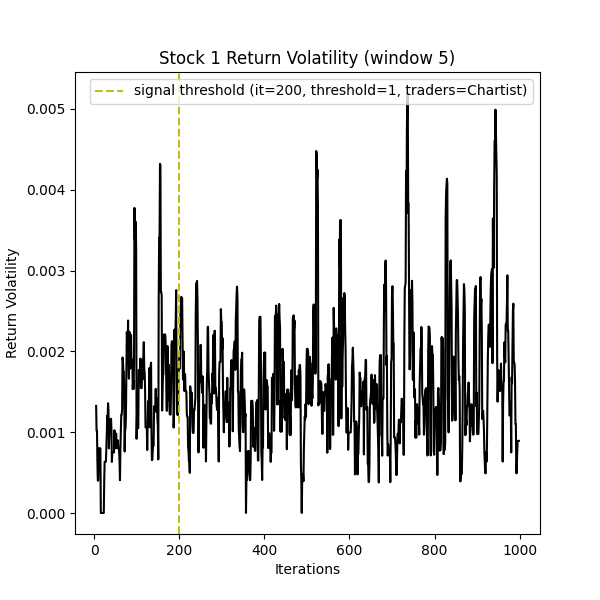 Stock 1 Return Volatility (window 5)
signal threshold (it=200, threshold=1, traders=Chartist)
0.005
0.004
0.003
0.002
0.001
0.000
Return Volatility
0 200 400 600 800 1000
Iterations